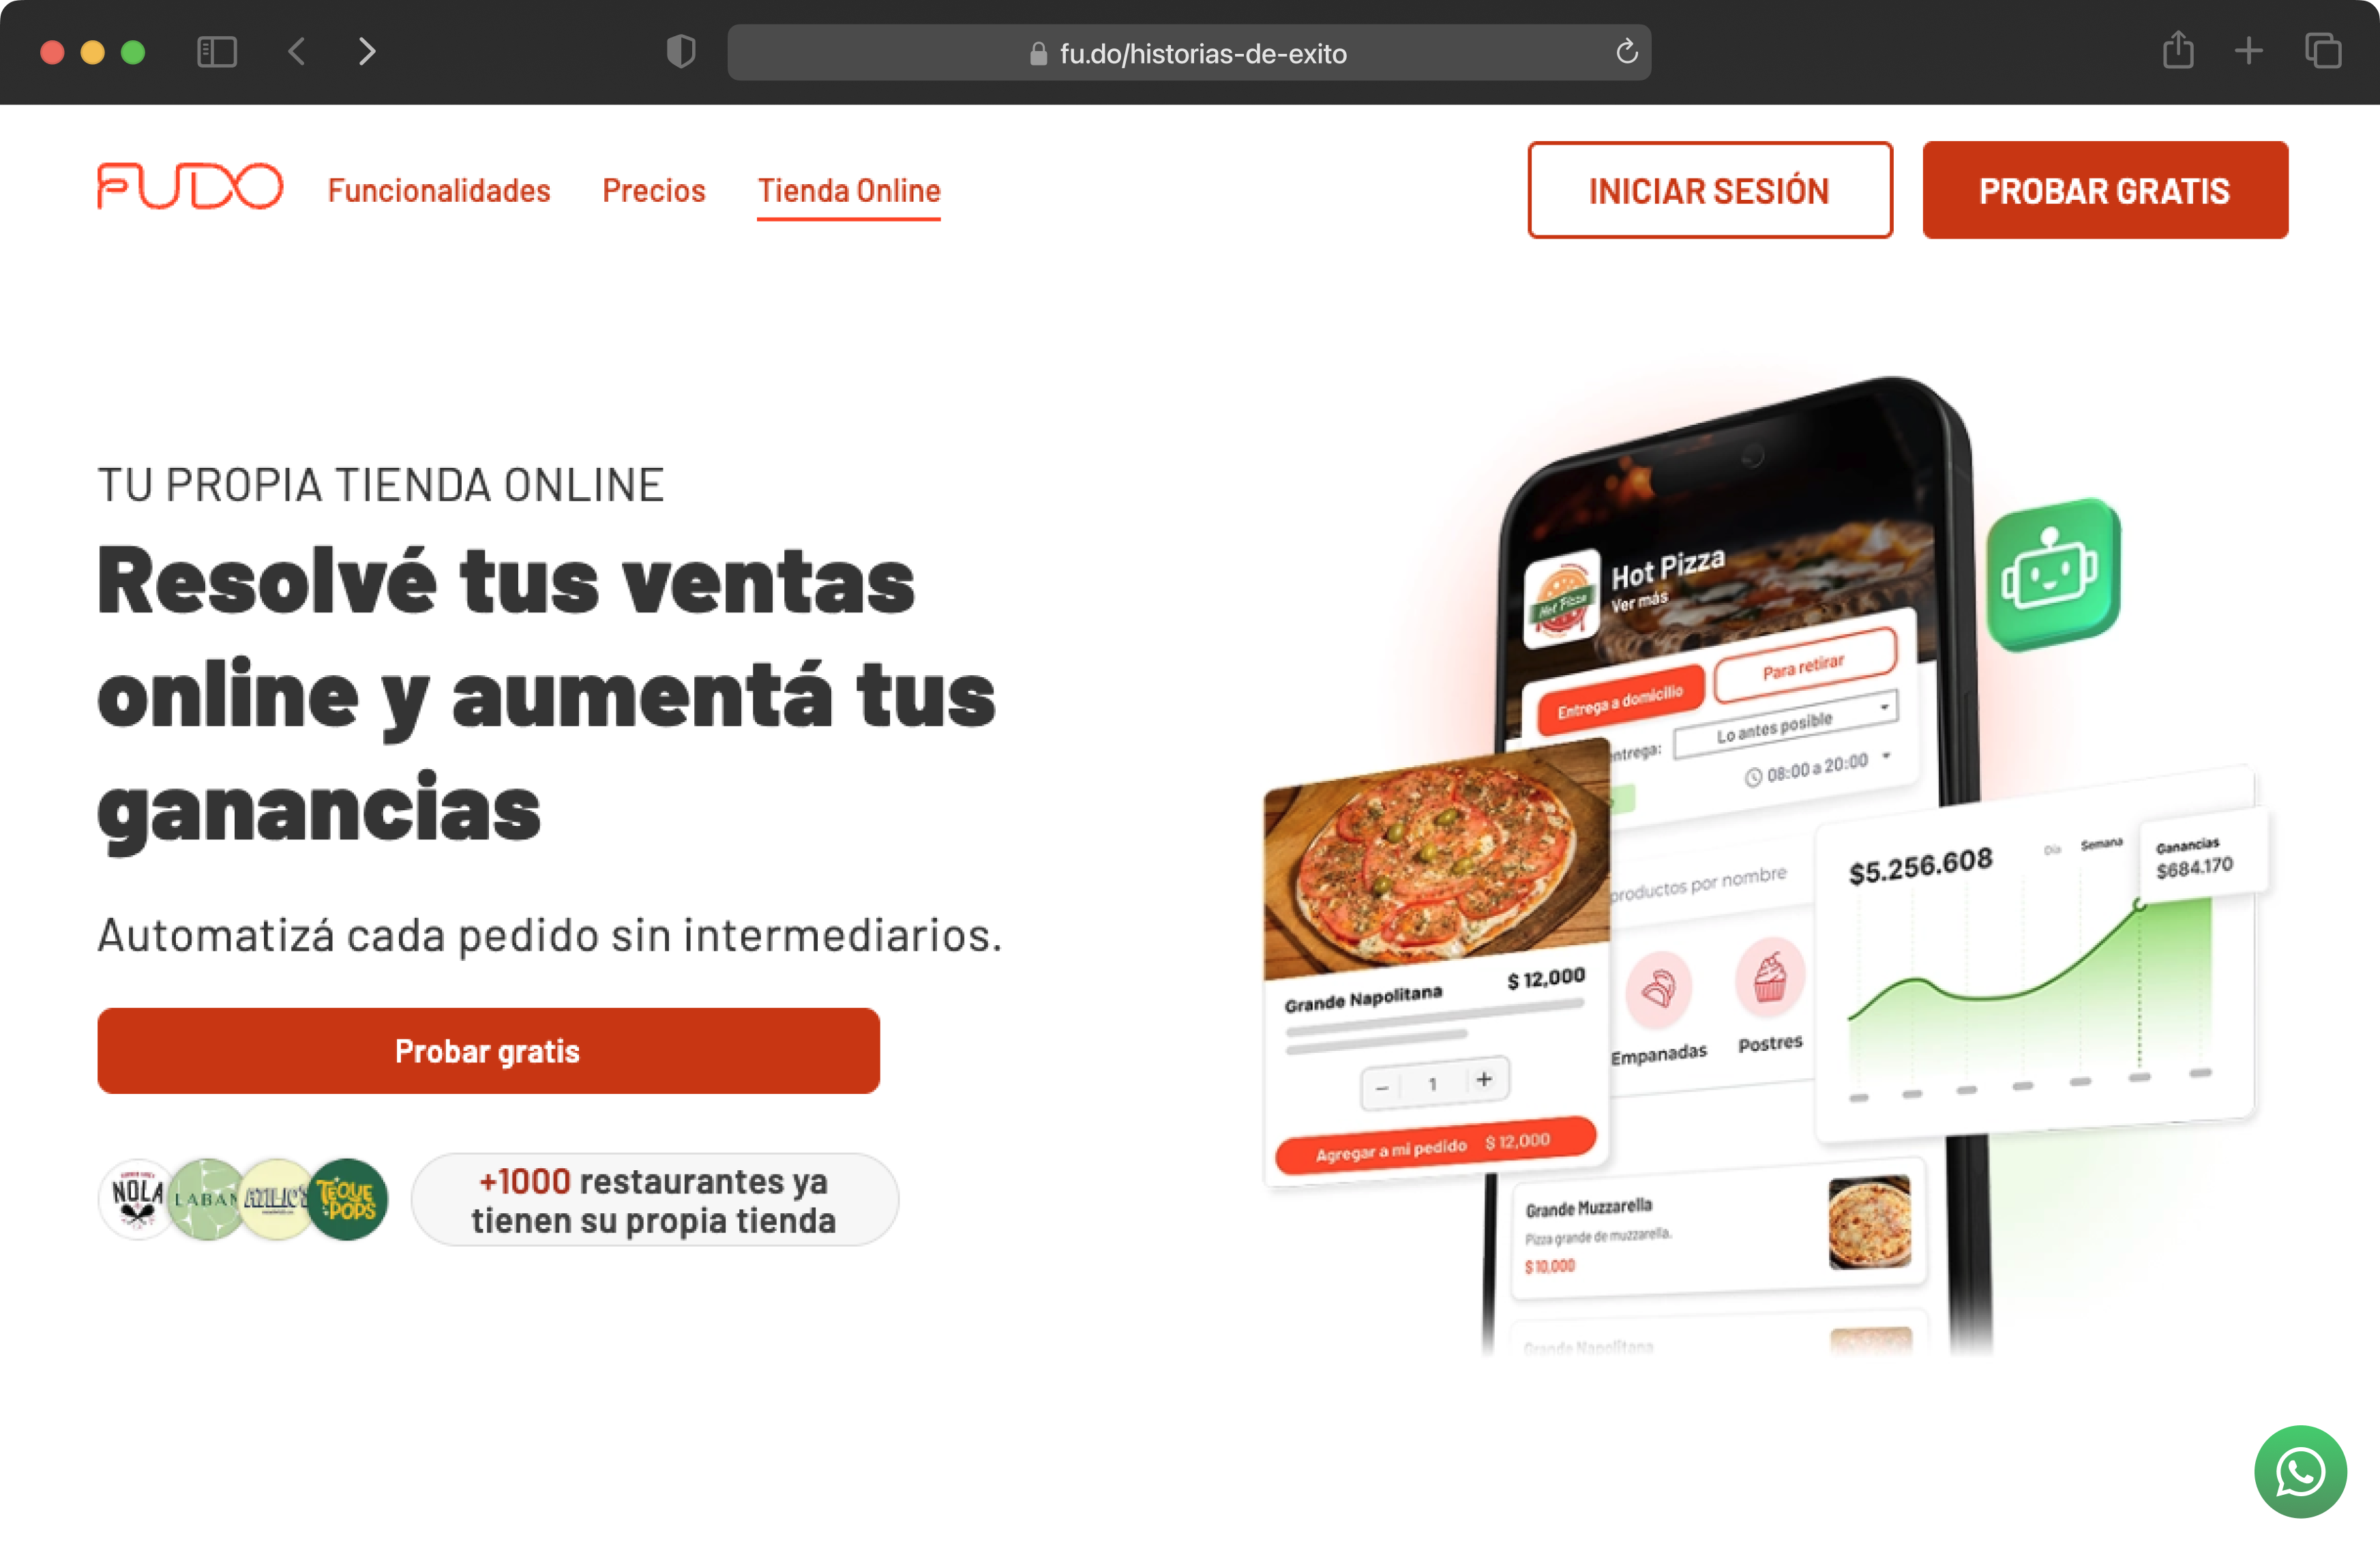 fu.do/historias-de-exito
FUDO
Funcionalidades
Precios
Tienda Online
INICIAR SESIÓN
PROBAR GRATIS
TU PROPIA TIENDA ONLINE
Resolvé tus ventas
online y aumentá tus
ganancias
Automatizá cada pedido sin intermediarios.
Probar gratis
NOLA
LABAN
TEQUE
POPS
+1000 restaurantes ya
tienen su propia tienda
Hot Pizza
Hot Pizza
Ver más
Entrega a domicilio
Para retirar
entrega:
Lo antes posible
08:00 a 20:00
productos por nombre
Empanadas
Postres
Grande Napolitana
$ 12,000
1
Agregar a mi pedido
$ 12,000
$5.256.608
Día
Semana
Ganancias
$684.170
Grande Muzzarella
Pizza grande de muzzarella.
$ 10,000
Grande Napolitana